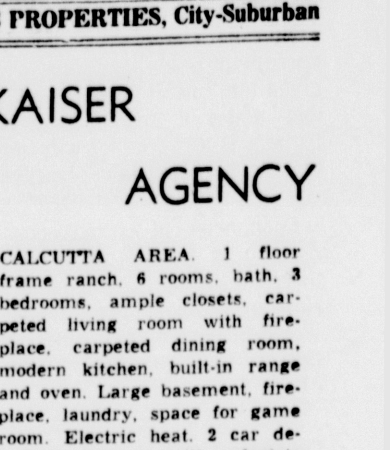 PROPERTIES, City-Suburban
KAISER
AGENCY
CALCUTTA AREA. 1 floor
frame ranch, 6 rooms, bath, 3
bedrooms, ample closets, car-
peted living room with fire-
place, carpeted dining room,
modern kitchen, built-in range
and oven. Large basement, fire-
place, laundry, space for game
room. Electric heat. 2 car de-